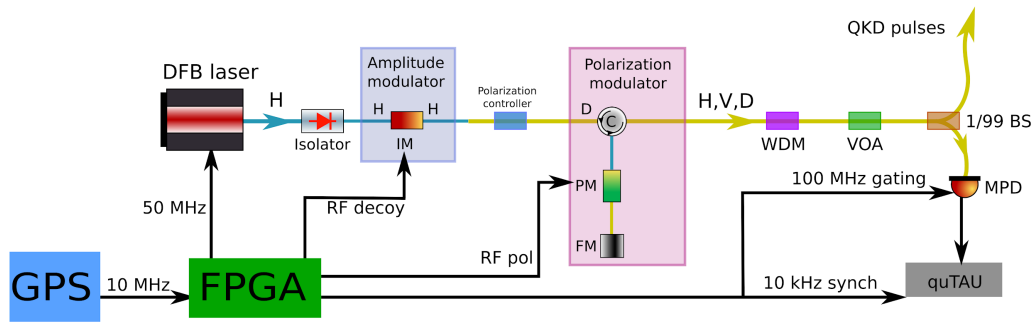 QKD pulses
DFB laser
Amplitude
modulator
Polarization
modulator
Polarization
controller
H
H
H
D
C
H,V,D
Isolator
IM
WDM
VOA
1/99 BS
PM
100 MHz gating
MPD
50 MHz
RF decoy
FM
RF pol
GPS
10 MHz
FPGA
10 kHz synch
quTAU